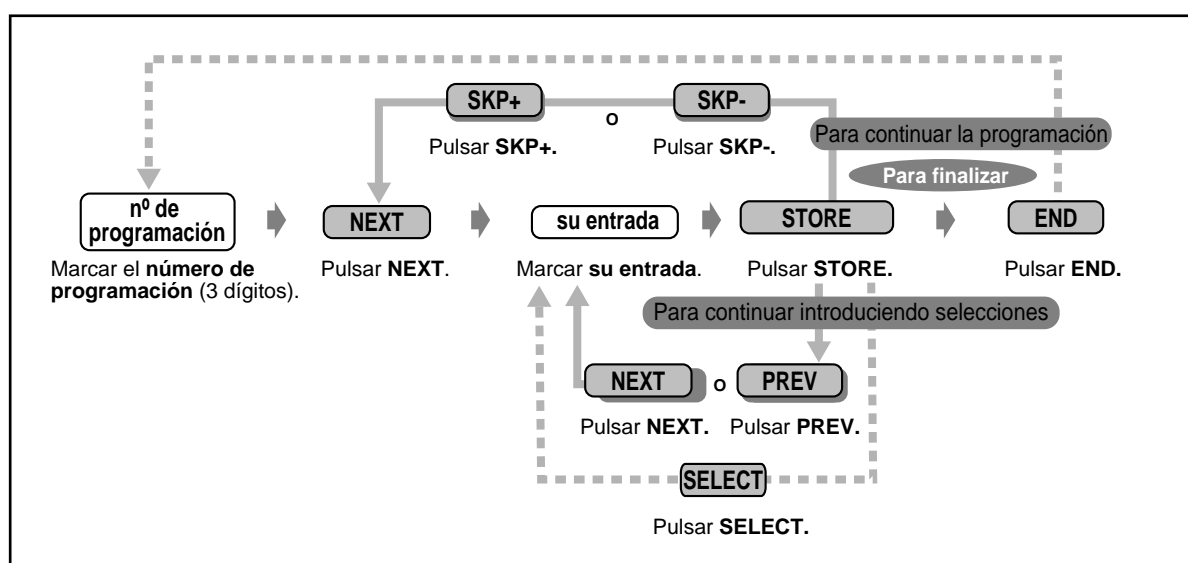 SKP+
o
SKP-
Pulsar SKP+.
Pulsar SKP-.
Para continuar la programación
Para finalizar
nº de
programación
NEXT
su entrada
STORE
END
Marcar el número de
programación (3 dígitos).
Pulsar NEXT.
Marcar su entrada.
Pulsar STORE.
Pulsar END.
Para continuar introduciendo selecciones
NEXT
o
PREV
Pulsar NEXT.
Pulsar PREV.
SELECT
Pulsar SELECT.